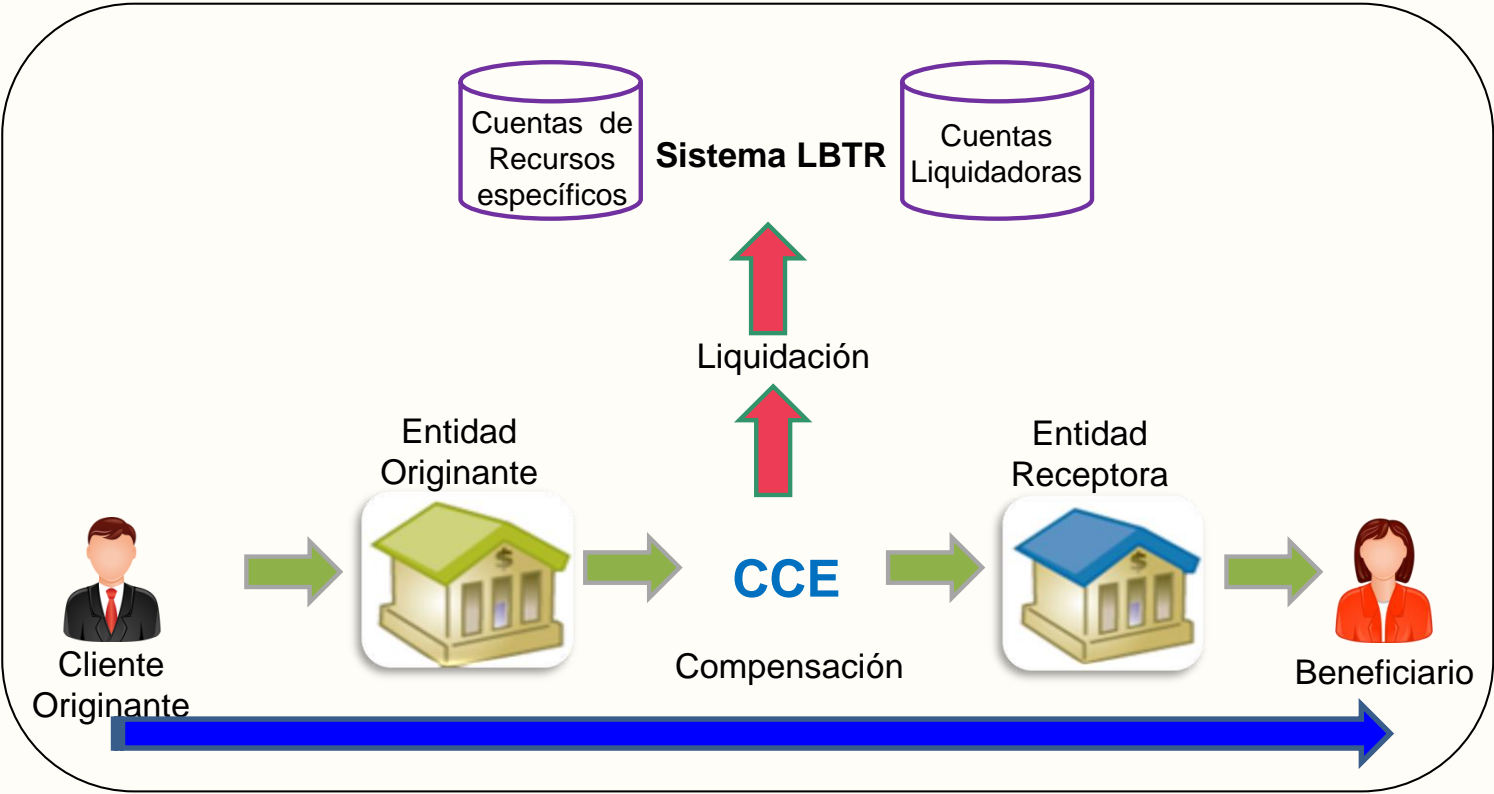 Cuentas de
Recursos
específicos
Sistema LBTR
Cuentas
Liquidadoras
Liquidación
Entidad
Originante
Entidad
Receptora
$
$
CCE
Cliente
Originante
Compensación
Beneficiario